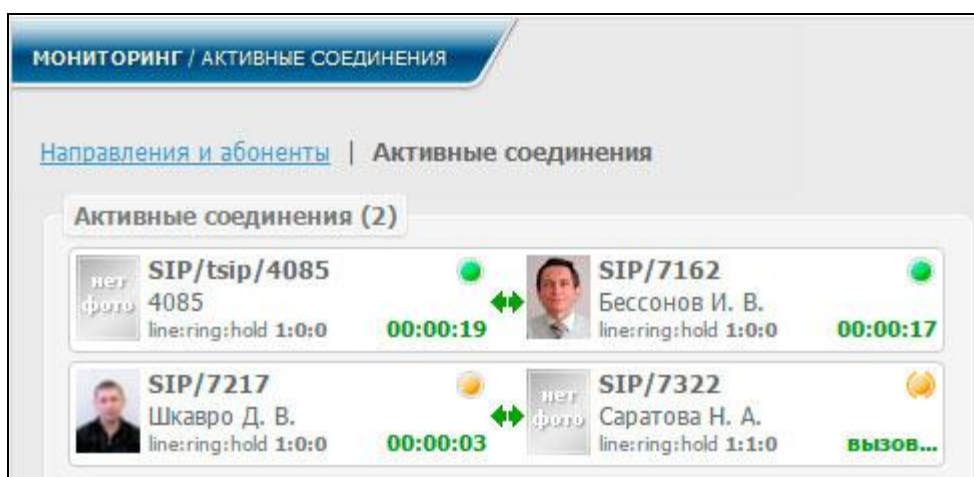 МОНИТОРИНГ / АКТИВНЫЕ СОЕДИНЕНИЯ
Направления и абоненты | Активные соединения
Активные соединения (2)
нет фото
SIP/tsip/4085
4085
line:ring:hold 1:0:0 00:00:19
SIP/7162
Бессонов И. В.
line:ring:hold 1:0:0 00:00:17
SIP/7217
Шкавро Д. В.
line:ring:hold 1:0:0 00:00:03
нет фото
SIP/7322
Саратова Н. А.
line:ring:hold 1:1:0 вызов...